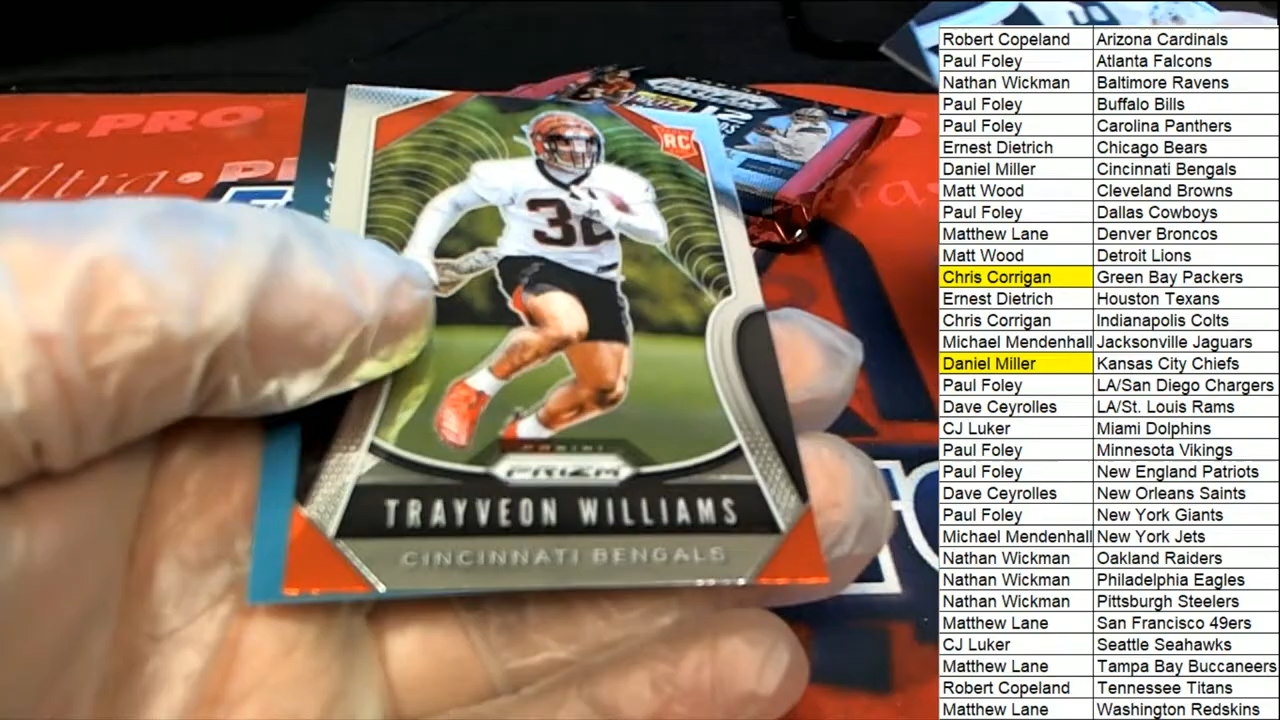 PRO
RC
32
PANINI
PRIZM
TRAYVEON WILLIAMS
CINCINNATI BENGALS
Robert Copeland Arizona Cardinals
Paul Foley Atlanta Falcons
Nathan Wickman Baltimore Ravens
Paul Foley Buffalo Bills
Paul Foley Carolina Panthers
Ernest Dietrich Chicago Bears
Daniel Miller Cincinnati Bengals
Matt Wood Cleveland Browns
Paul Foley Dallas Cowboys
Matthew Lane Denver Broncos
Matt Wood Detroit Lions
Chris Corrigan Green Bay Packers
Ernest Dietrich Houston Texans
Chris Corrigan Indianapolis Colts
Michael Mendenhall Jacksonville Jaguars
Daniel Miller Kansas City Chiefs
Paul Foley LA/San Diego Chargers
Dave Ceyrolles LA/St. Louis Rams
CJ Luker Miami Dolphins
Paul Foley Minnesota Vikings
Paul Foley New England Patriots
Dave Ceyrolles New Orleans Saints
Paul Foley New York Giants
Michael Mendenhall New York Jets
Nathan Wickman Oakland Raiders
Nathan Wickman Philadelphia Eagles
Nathan Wickman Pittsburgh Steelers
Matthew Lane San Francisco 49ers
CJ Luker Seattle Seahawks
Matthew Lane Tampa Bay Buccaneers
Robert Copeland Tennessee Titans
Matthew Lane Washington Redskins